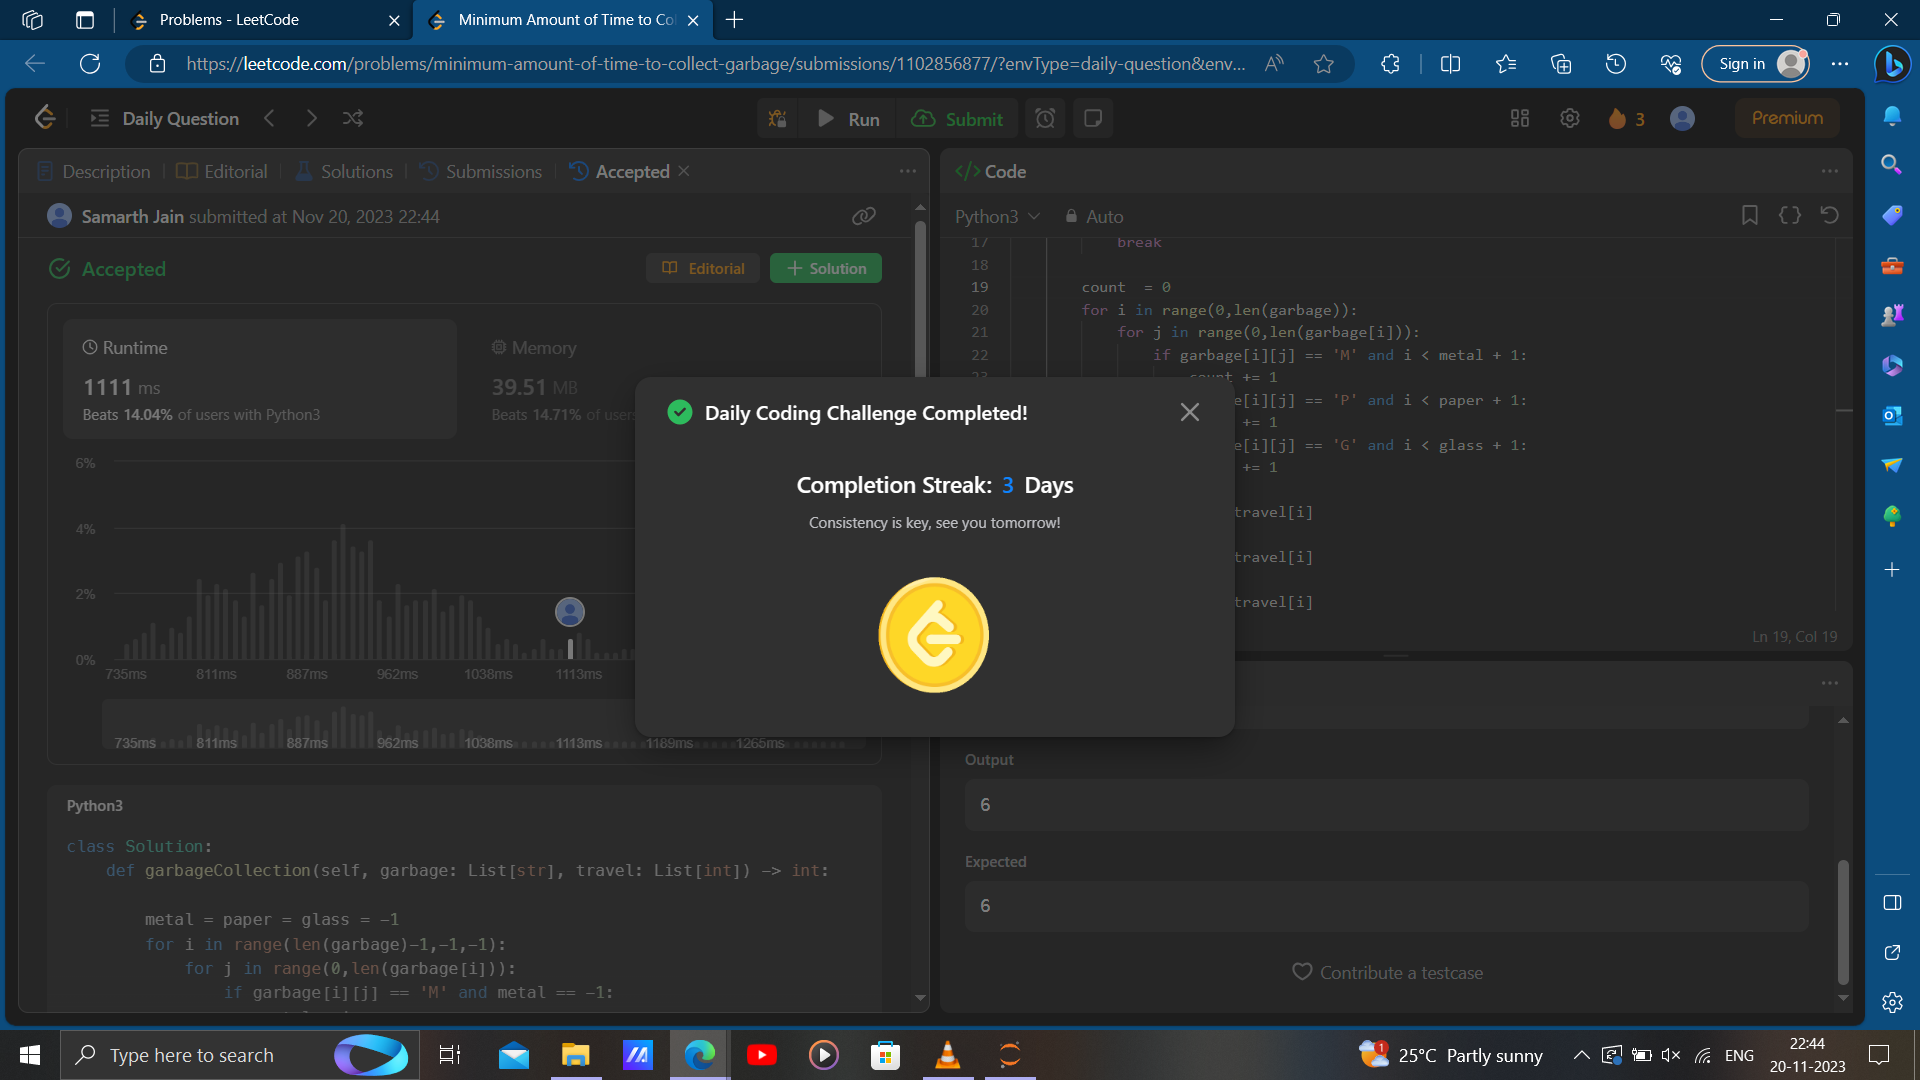 Problems - LeetCode
Minimum Amount of Time to Co
https://leetcode.com/problems/minimum-amount-of-time-to-collect-garbage/submissions/1102856877/?envType=daily-question&env...
Sign in
Daily Question
Run
Submit
3
Premium
Description
Editorial
Solutions
Submissions
Accepted
Samarth Jain submitted at Nov 20, 2023 22:44
Accepted
Editorial
Solution
Runtime
1111 ms
Beats 14.04% of users with Python3
Memory
39.51 MB
Beats 14.71% of users
6%
4%
2%
0%
735ms 811ms 887ms 962ms 1038ms 1113ms
735ms 811ms 887ms 962ms 1038ms 1113ms 1189ms 1265ms
Python3
class Solution:
def garbageCollection(self, garbage: List[str], travel: List[int]) -> int:
metal = paper = glass = -1
for i in range(len(garbage)-1,-1,-1):
for j in range(0,len(garbage[i])):
if garbage[i][j] == 'M' and metal == -1:
Daily Coding Challenge Completed!
Completion Streak: 3 Days
Consistency is key, see you tomorrow!
</> Code
Python3
Auto
17 break
18
19 count = 0
20 for i in range(0,len(garbage)):
21 for j in range(0,len(garbage[i])):
22 if garbage[i][j] == 'M' and i < metal + 1:
23 count += 1
e[i][j] == 'P' and i < paper + 1:
+= 1
e[i][j] == 'G' and i < glass + 1:
+= 1
travel[i]
travel[i]
travel[i]
Ln 19, Col 19
Output
6
Expected
6
Contribute a testcase
Type here to search
1
25°C Partly sunny
ENG
22:44
20-11-2023